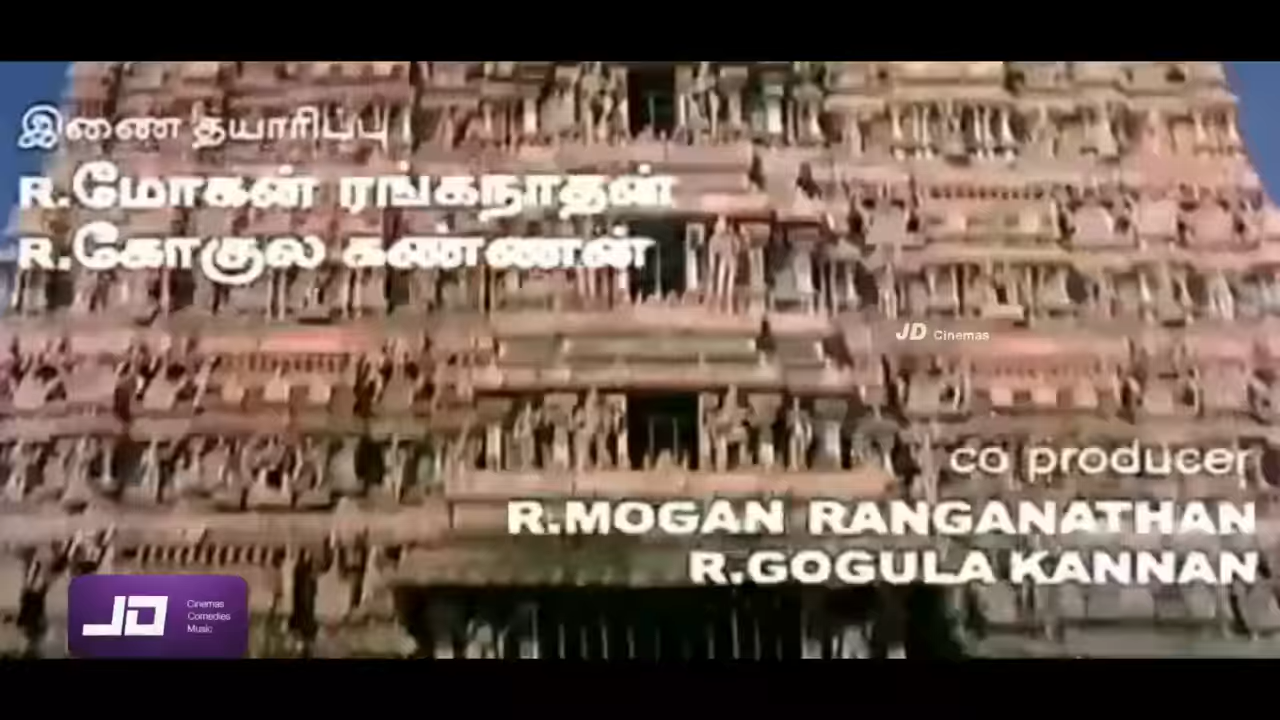 இணை தயாரிப்பு
R.மோகன் ரங்கநாதன்
R.கோகுல கண்ணன்
JD Cinemas
co producer
R.MOGAN RANGANATHAN
R.GOGULA KANNAN
JD
Cinemas
Comedies
Music